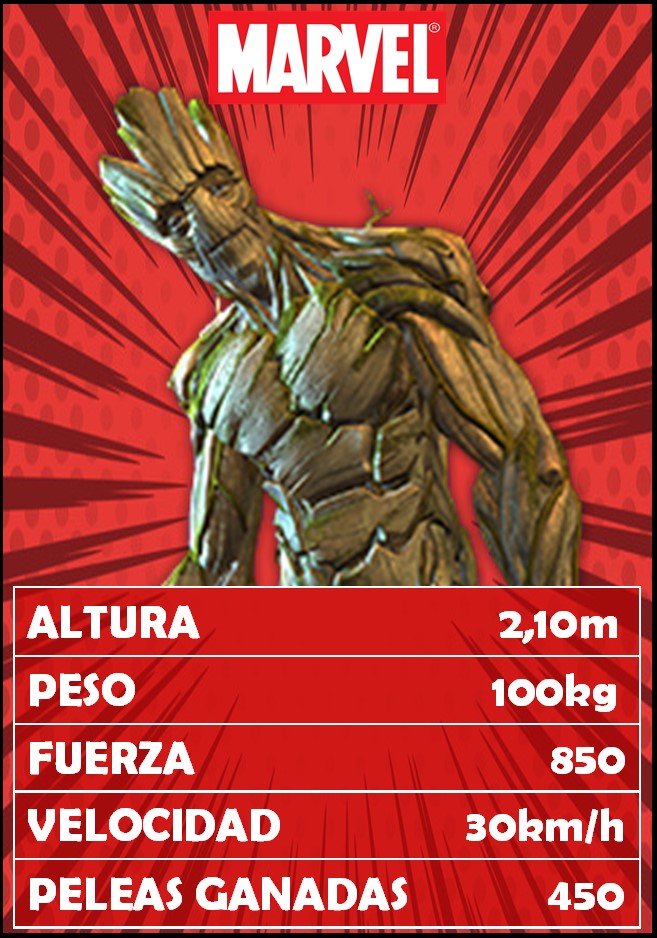 MARVEL®
ALTURA 2,10m
PESO 100kg
FUERZA 850
VELOCIDAD 30km/h
PELEAS GANADAS 450